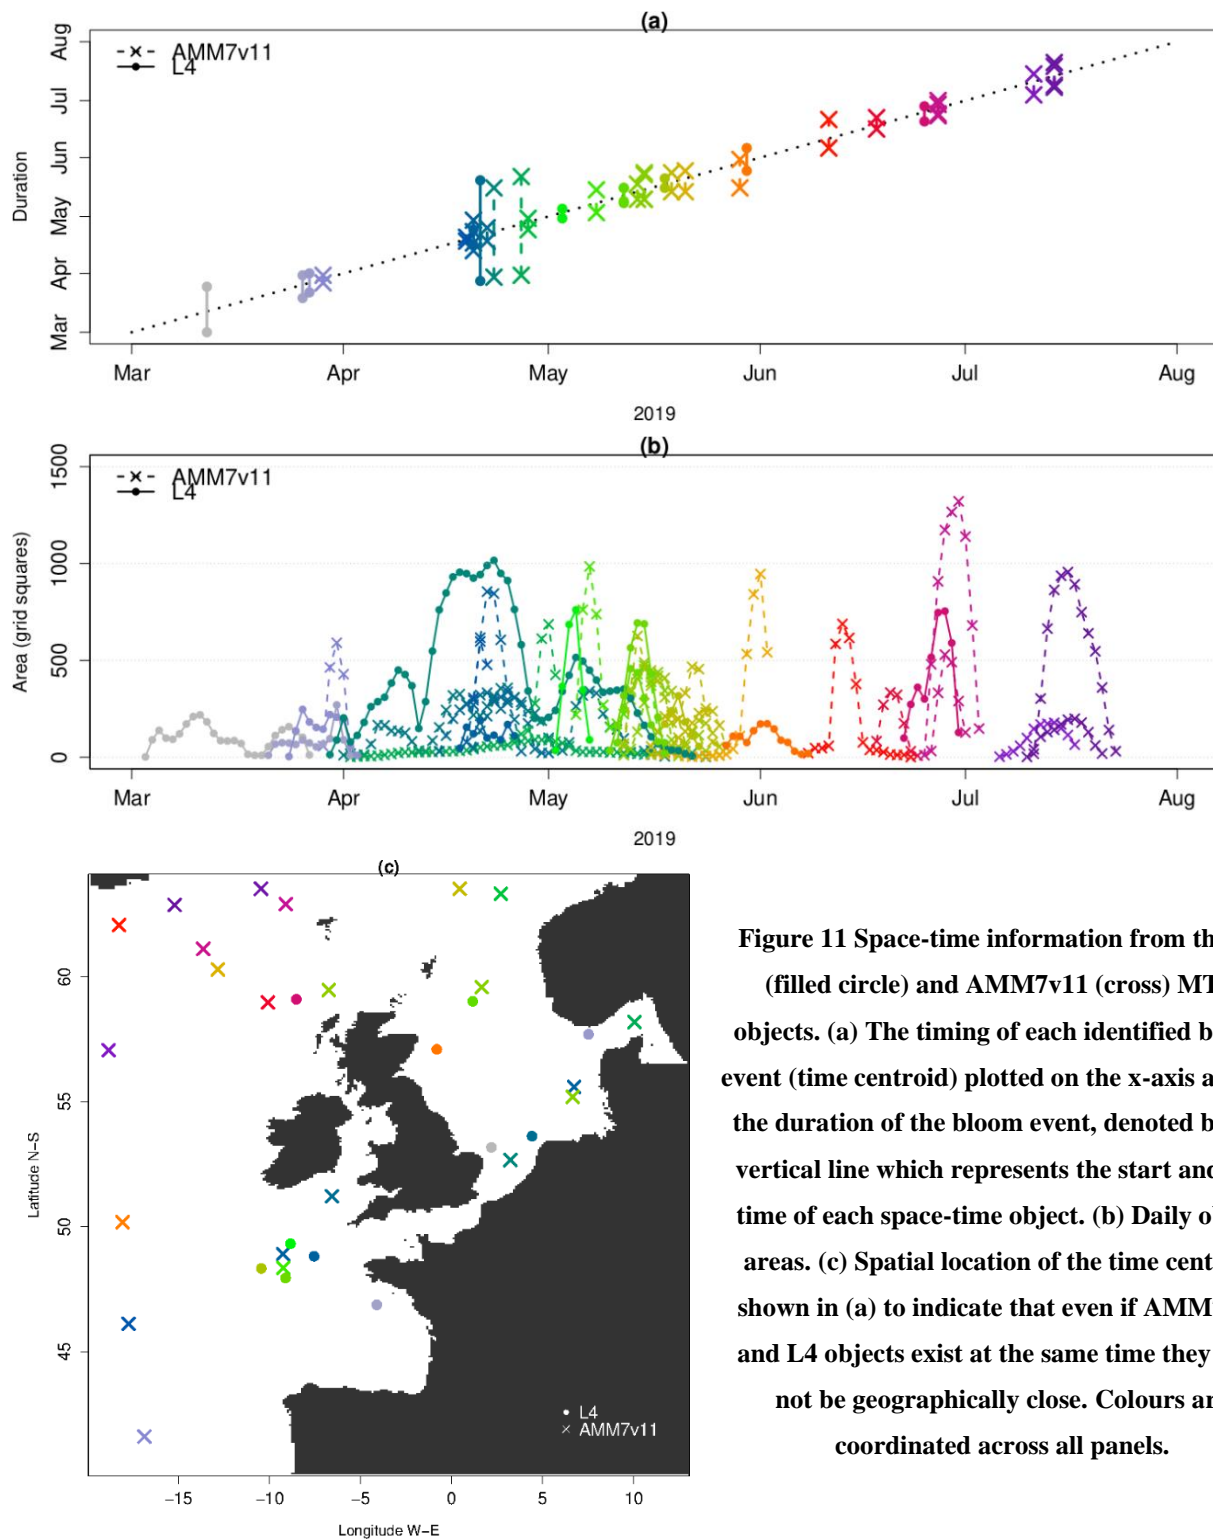 (a)
AMM7v11
L4
Duration
Aug
Jul
Jun
May
Apr
Mar
Mar Apr May Jun Jul Aug
2019
(b)
AMM7v11
L4
Area (grid squares)
1500
1000
500
0
Mar Apr May Jun Jul Aug
2019
(c)
Latitude N-S
60
55
50
45
L4
AMM7v11
-15 -10 -5 0 5 10
Longitude W-E
Figure 11 Space-time information from th
(filled circle) and AMM7v11 (cross) MT
objects. (a) The timing of each identified b
event (time centroid) plotted on the x-axis a
the duration of the bloom event, denoted b
vertical line which represents the start and
time of each space-time object. (b) Daily o
areas. (c) Spatial location of the time cent
shown in (a) to indicate that even if AMM
and L4 objects exist at the same time they
not be geographically close. Colours ar
coordinated across all panels.